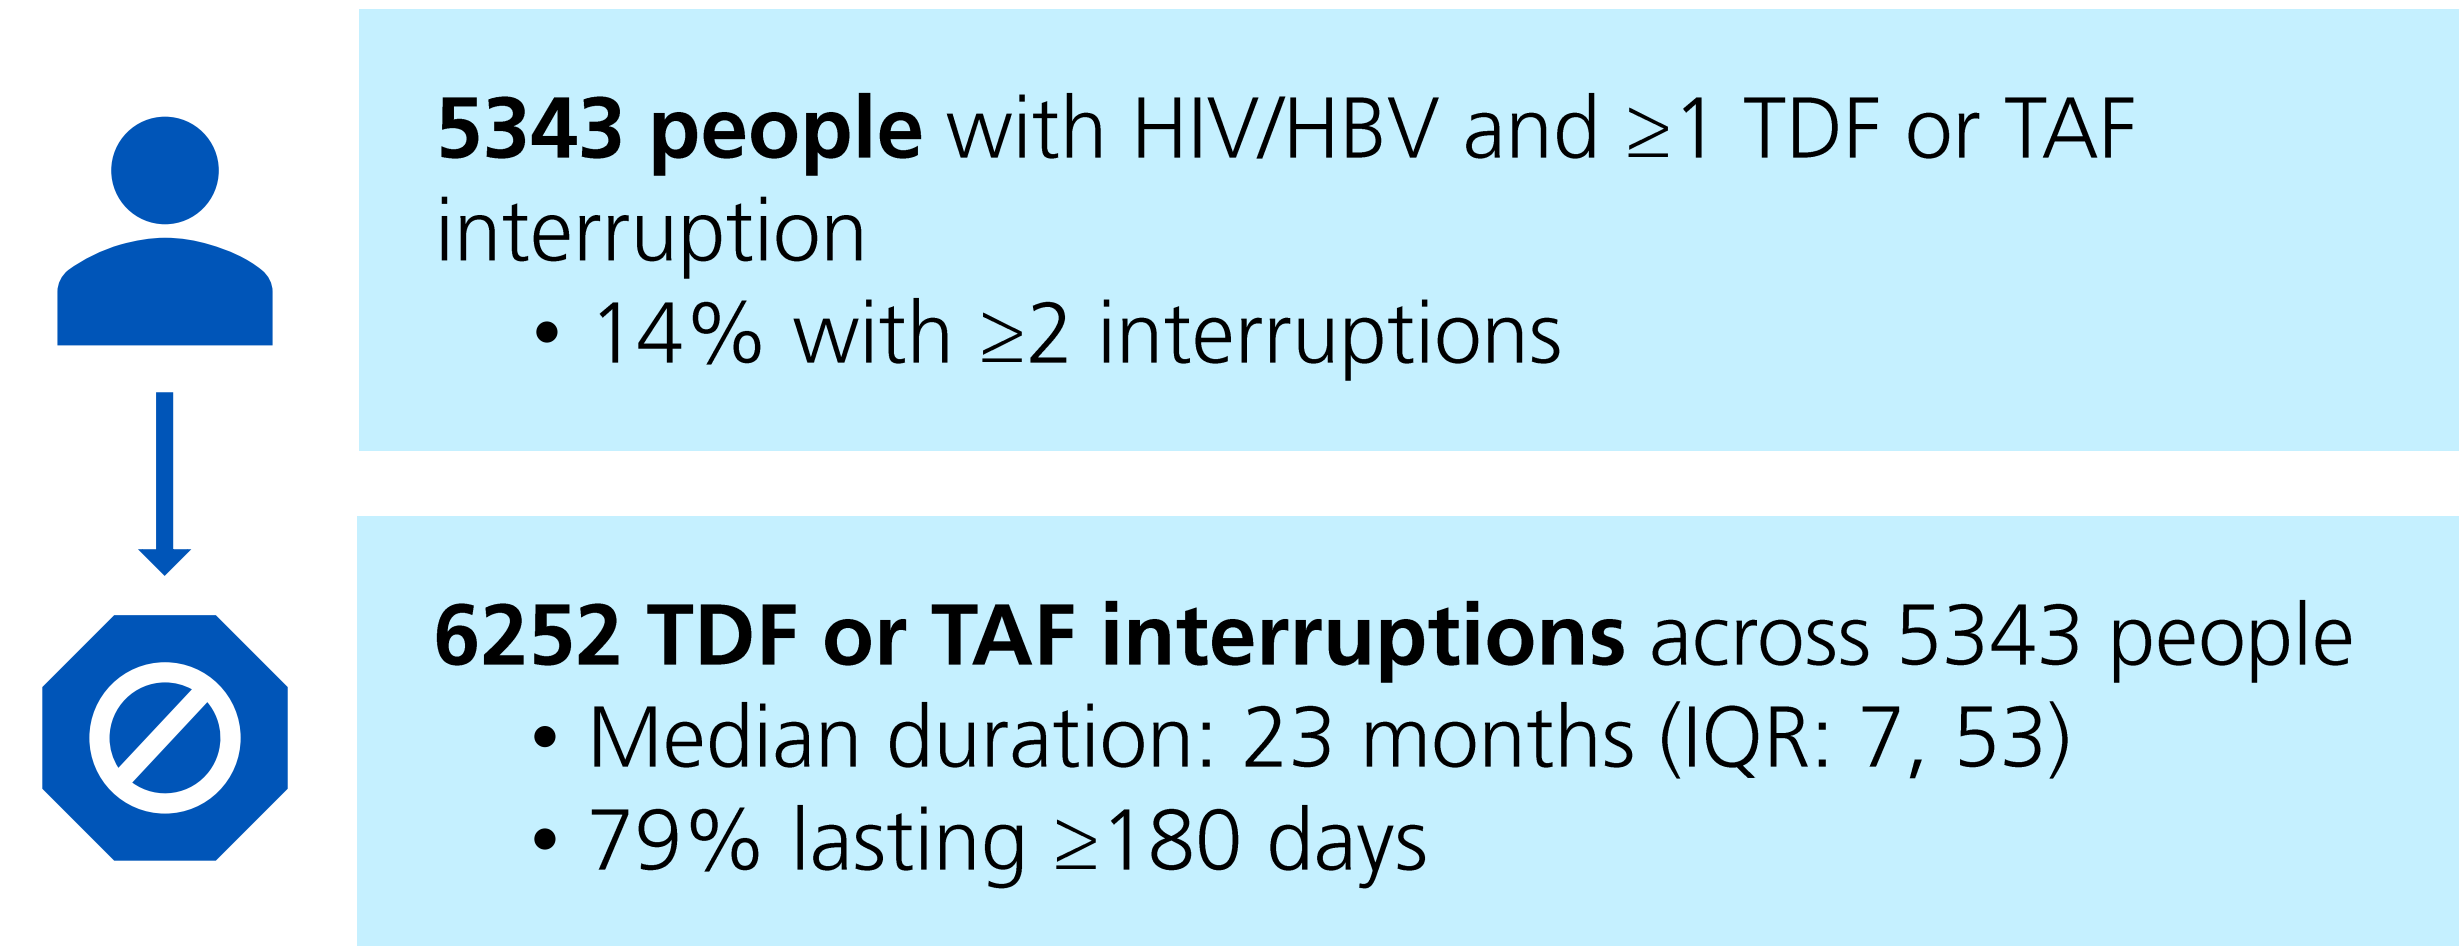 5343 people with HIV/HBV and ≥1 TDF or TAF
interruption
• 14% with ≥2 interruptions
6252 TDF or TAF interruptions across 5343 people
• Median duration: 23 months (IQR: 7, 53)
• 79% lasting ≥180 days